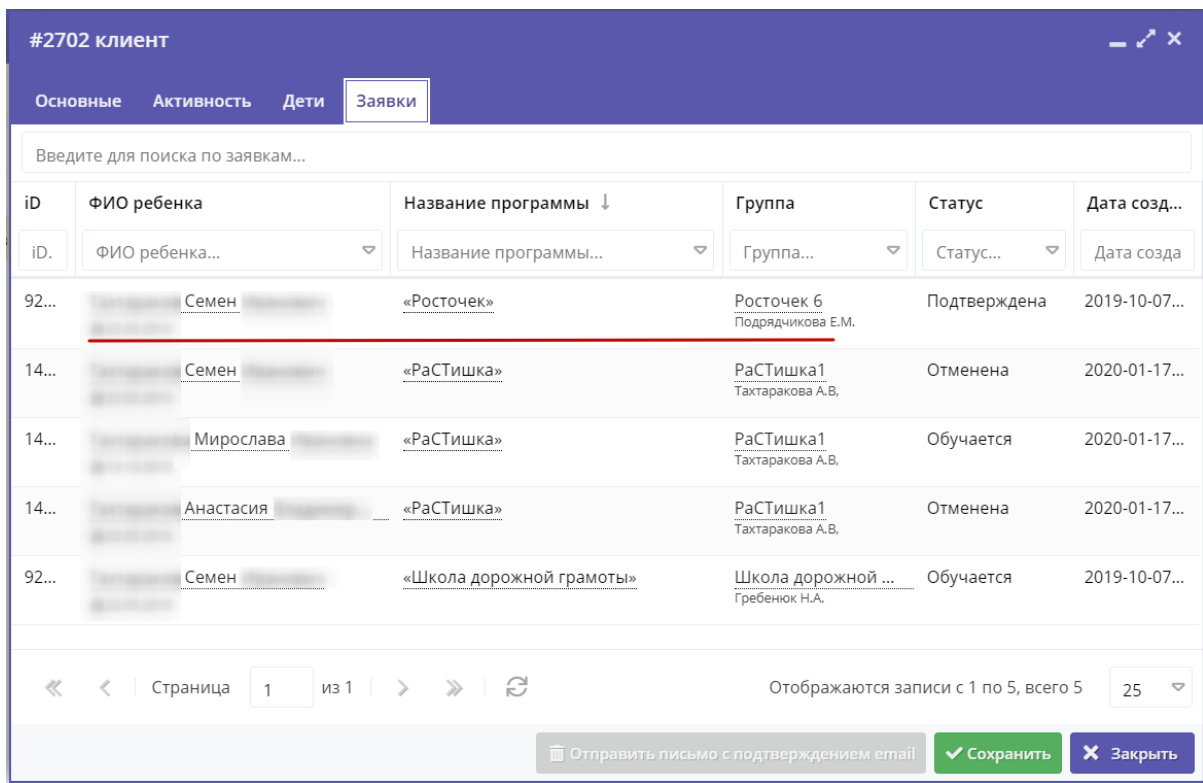 #2702 клиент
Основные Активность Дети Заявки
Введите для поиска по заявкам...
iD ФИО ребенка Название программы ↓ Группа Статус Дата созд...
iD. ФИО ребенка... Название программы... Группа... Статус... Дата созда
92... Семен «Росточек» Росточек 6 Подтверждена 2019-10-07...
Подрядчикова Е.М.
14... Семен «РаСТишка» РаСТишка1 Отменена 2020-01-17...
Тахтаракова А.В,
14... Мирослава «РаСТишка» РаСТишка1 Обучается 2020-01-17...
Тахтаракова А.В,
14... Анастасия ... «РаСТишка» РаСТишка1 Отменена 2020-01-17...
Тахтаракова А.В,
92... Семен «Школа дорожной грамоты» Школа дорожной ... Обучается 2019-10-07...
Гребенюк Н.А.
Страница 1 из 1 Отображаются записи с 1 по 5, всего 5 25
Отправить письмо с подтверждением email Сохранить Закрыть